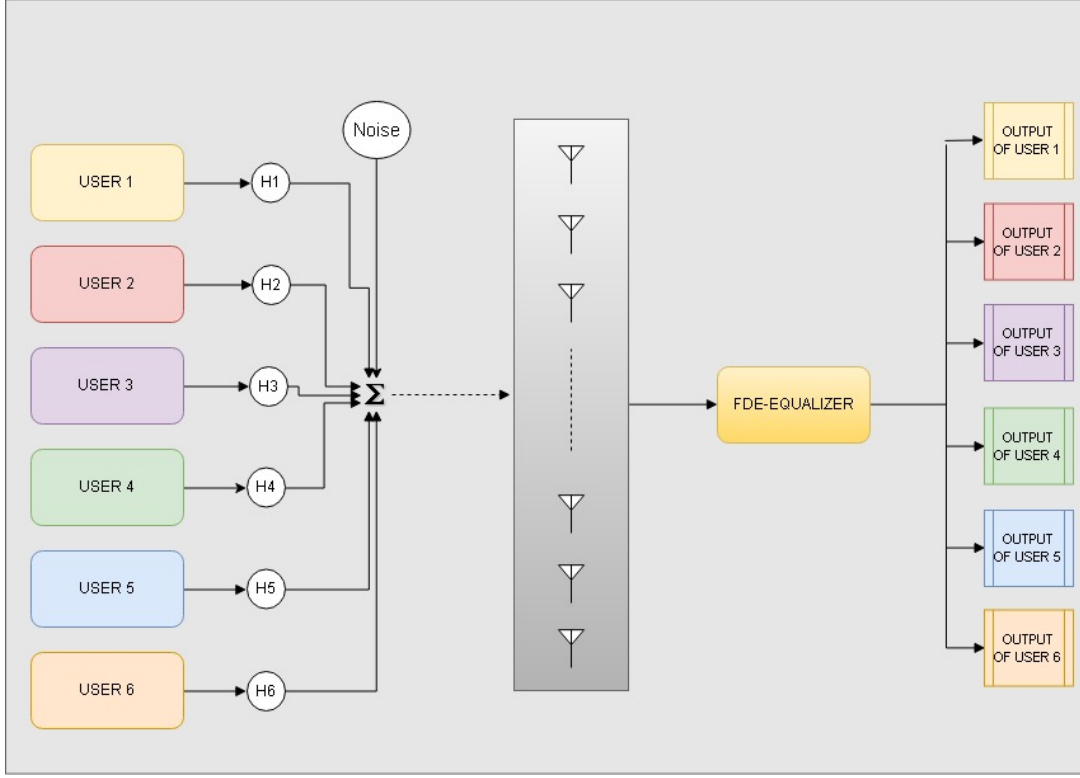 Noise
USER 1
H1
USER 2
H2
USER 3
H3
Σ
USER 4
H4
USER 5
H5
USER 6
H6
FDE-EQUALIZER
OUTPUT
OF USER 1
OUTPUT
OF USER 2
OUTPUT
OF USER 3
OUTPUT
OF USER 4
OUTPUT
OF USER 5
OUTPUT
OF USER 6